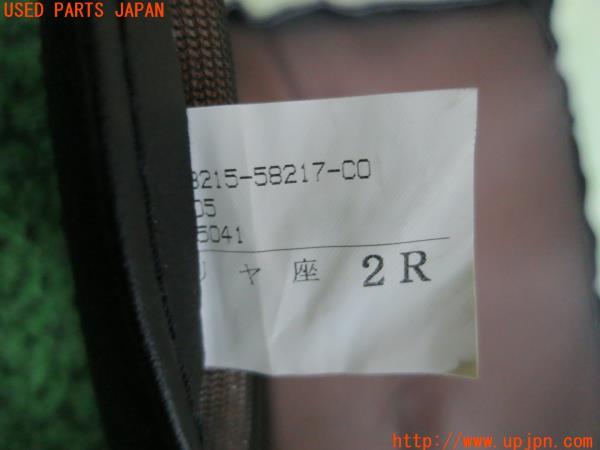 USED PARTS JAPAN
8215-58217-C0
05
5041
リヤ座 2R
http://www.upjpn.com